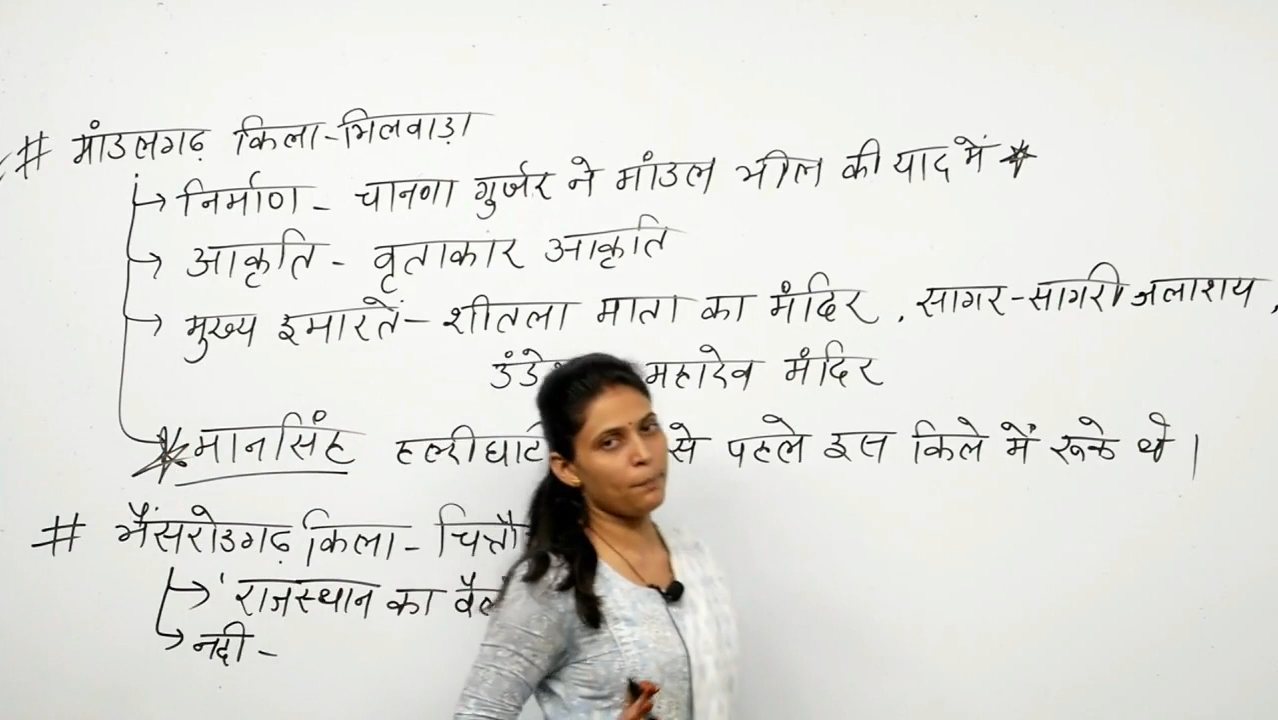 # मांडलगढ़ किला-भिलवाड़ा
→ निर्माण - चानणा गुर्जर ने मांडल भील की याद में *
→ आकृति - वृताकार आकृति
→ मुख्य इमारतें - शीतला माता का मंदिर, सागर-सागरी जलाशय,
महादेव मंदिर
* मानसिंह से पहले इस किले में रूके थे।
# भैंसरोडगढ़ किला -
→ 'राजस्थान का
→ नदी -